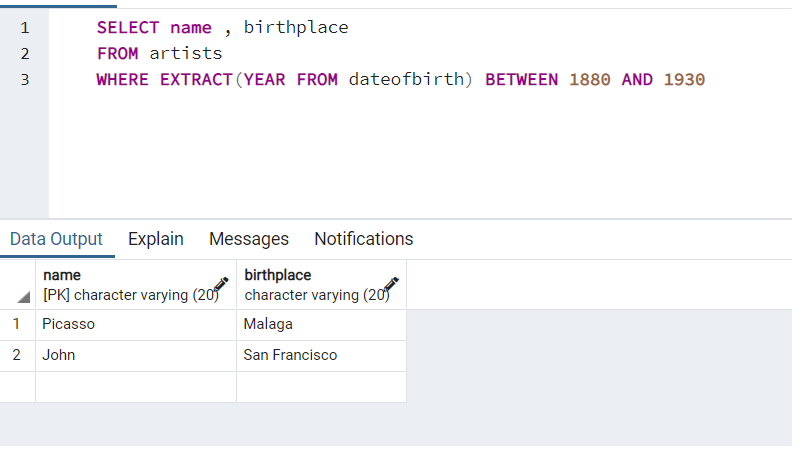 1 SELECT name , birthplace
2 FROM artists
3 WHERE EXTRACT(YEAR FROM dateofbirth) BETWEEN 1880 AND 1930
Data Output Explain Messages Notifications
name birthplace
[PK] character varying (20) character varying (20)
1 Picasso Malaga
2 John San Francisco